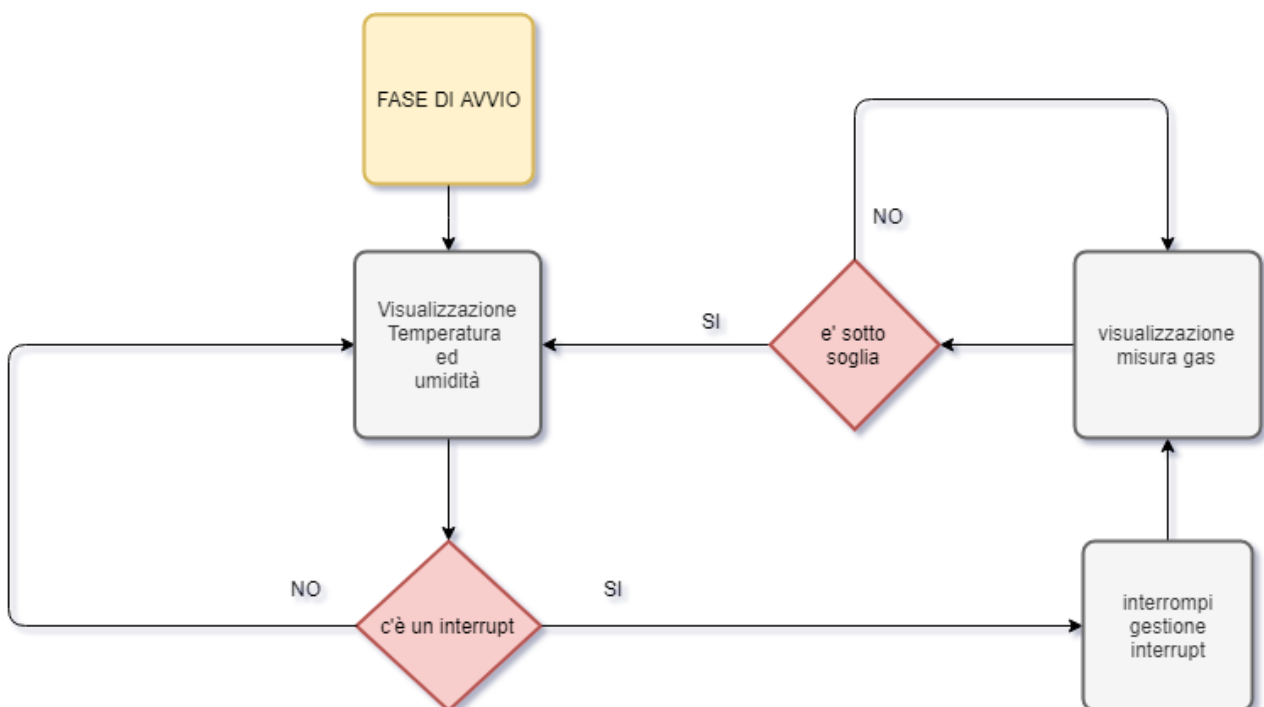 FASE DI AVVIO
NO
Visualizzazione
Temperatura
ed
umidità
SI
e' sotto
soglia
visualizzazione
misura gas
NO
SI
c'è un interrupt
interrompi
gestione
interrupt